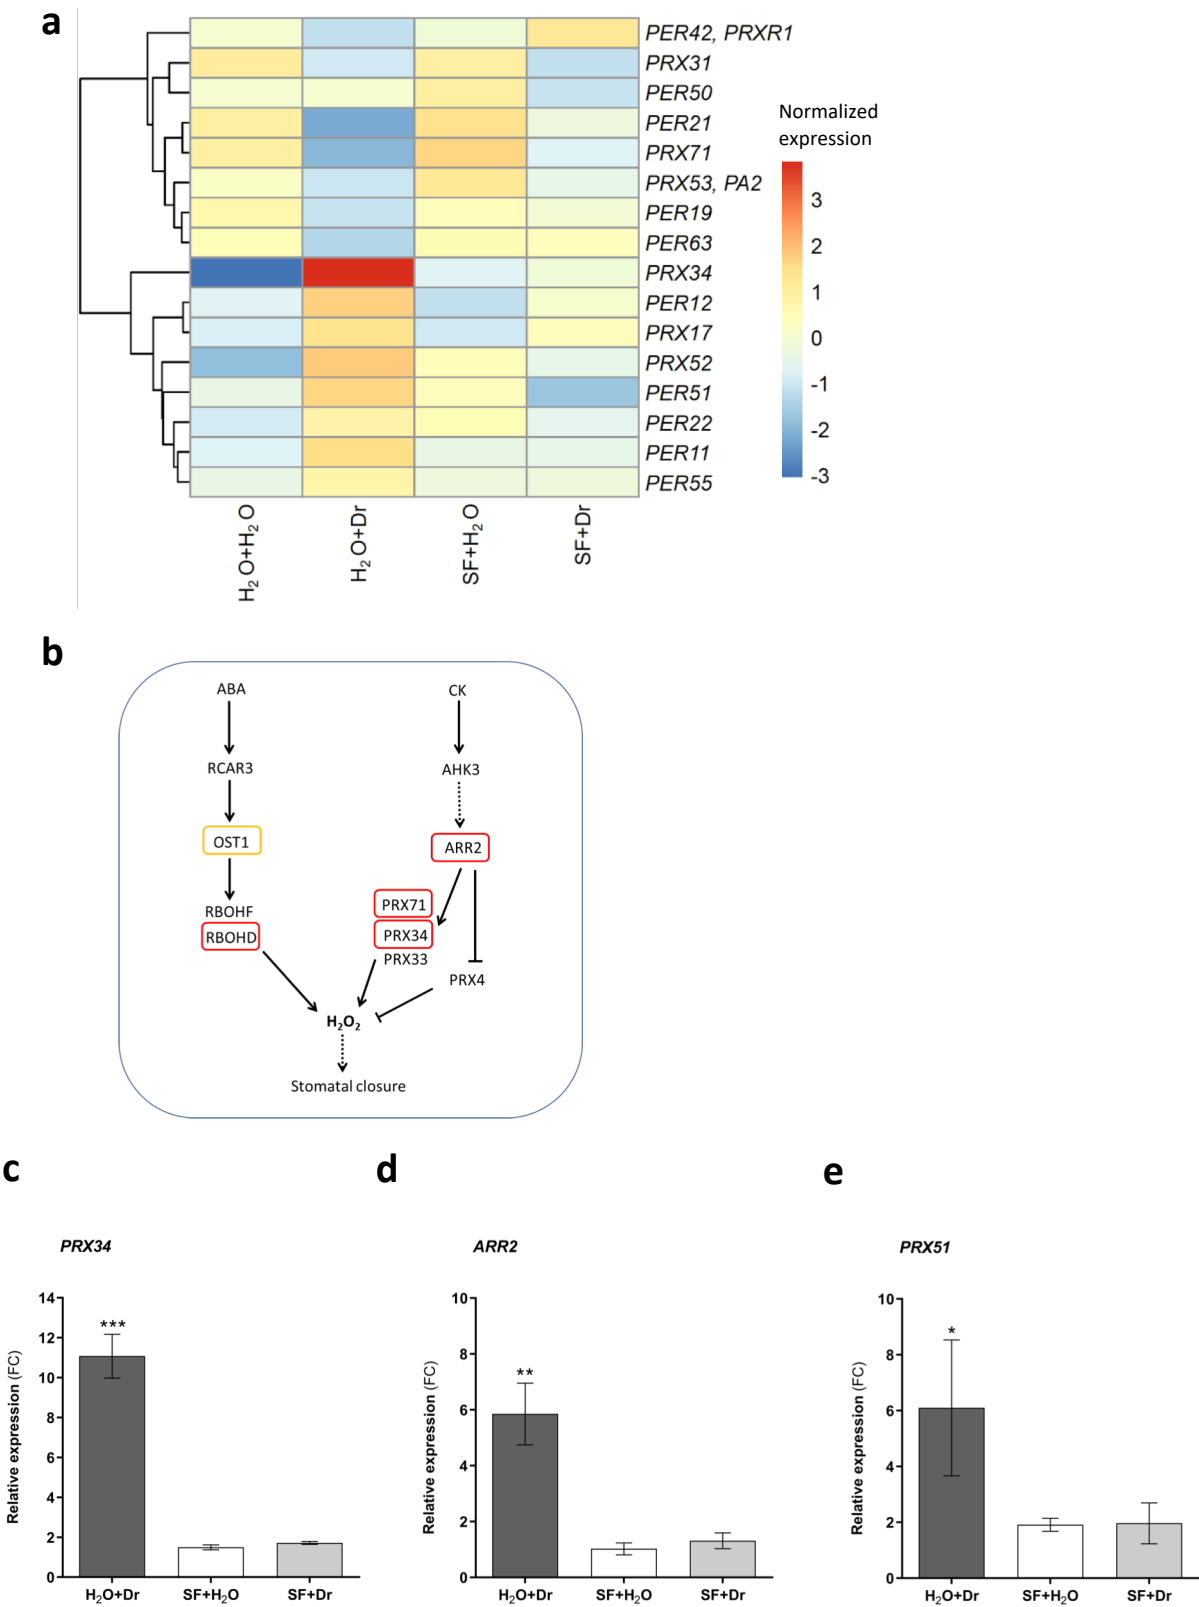 a
PER42, PRXR1
PRX31
PER50
PER21
PRX71
PRX53, PA2
PER19
PER63
PRX34
PER12
PRX17
PRX52
PER51
PER22
PER11
PER55
Normalized
expression
3
2
1
0
-1
-2
-3
H₂O+H₂O
H₂O+Dr
SF+H₂O
SF+Dr
b
ABA
CK
RCAR3
AHK3
OST1
ARR2
RBOHF
RBOHD
PRX71
PRX34
PRX33
PRX4
H₂O₂
Stomatal closure
c
PRX34
Relative expression (FC)
14
12
10
8
6
4
2
0
***
H₂O+Dr
SF+H₂O
SF+Dr
d
ARR2
Relative expression (FC)
10
8
6
4
2
0
**
H₂O+Dr
SF+H₂O
SF+Dr
e
PRX51
Relative expression (FC)
10
8
6
4
2
0
*
H₂O+Dr
SF+H₂O
SF+Dr